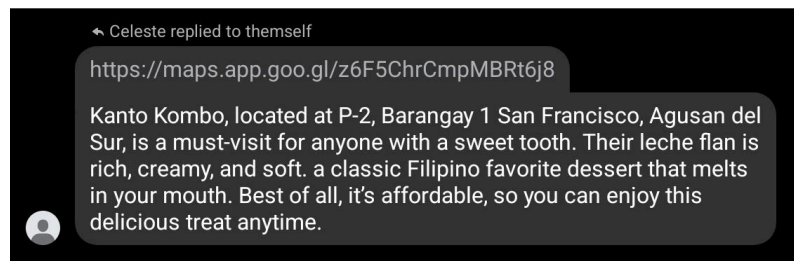 Celeste replied to themself
https://maps.app.goo.gl/z6F5ChrCmpMBRt6j8
Kanto Kombo, located at P-2, Barangay 1 San Francisco, Agusan del
Sur, is a must-visit for anyone with a sweet tooth. Their leche flan is
rich, creamy, and soft. a classic Filipino favorite dessert that melts
in your mouth. Best of all, it’s affordable, so you can enjoy this
delicious treat anytime.